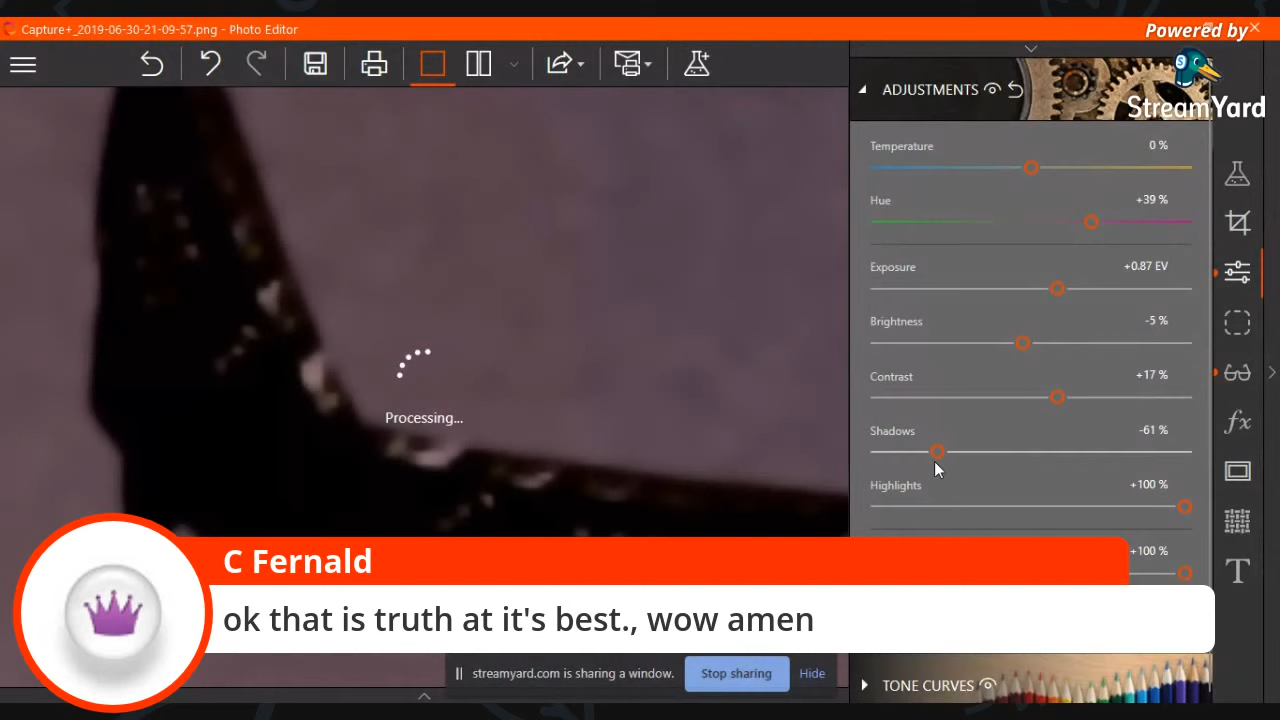 Capture+_2019-06-30-21-09-57.png - Photo Editor
Powered by
StreamYard
ADJUSTMENTS
Temperature 0 %
Hue +39 %
Exposure +0.87 EV
Brightness -5 %
Contrast +17 %
Shadows -61 %
Highlights +100 %
+100 %
Processing...
fx
T
C Fernald
ok that is truth at it's best., wow amen
streamyard.com is sharing a window. Stop sharing Hide
TONE CURVES